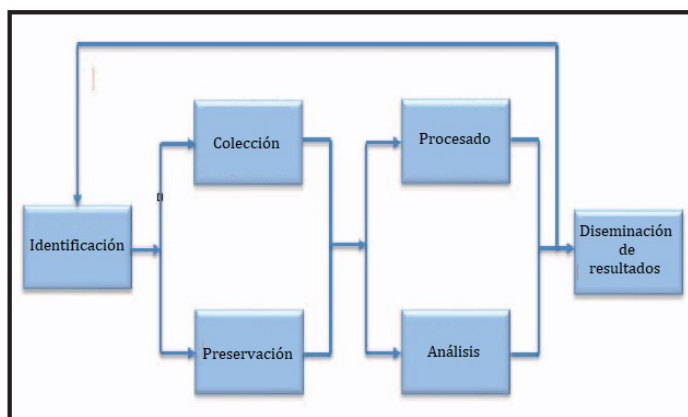 Colección
Procesado
Identificación
Diseminación
de
resultados
Preservación
Análisis